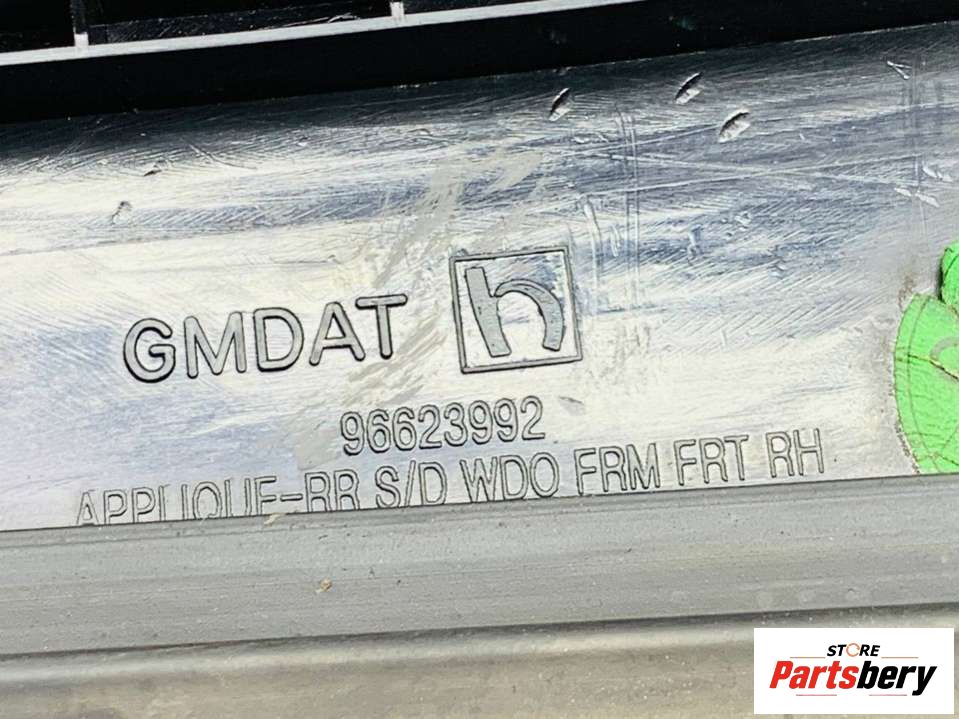 GMDAT h
96623992
APPLIQUE-RR S/D WDO FRM FRT RH
STORE
Partsbery